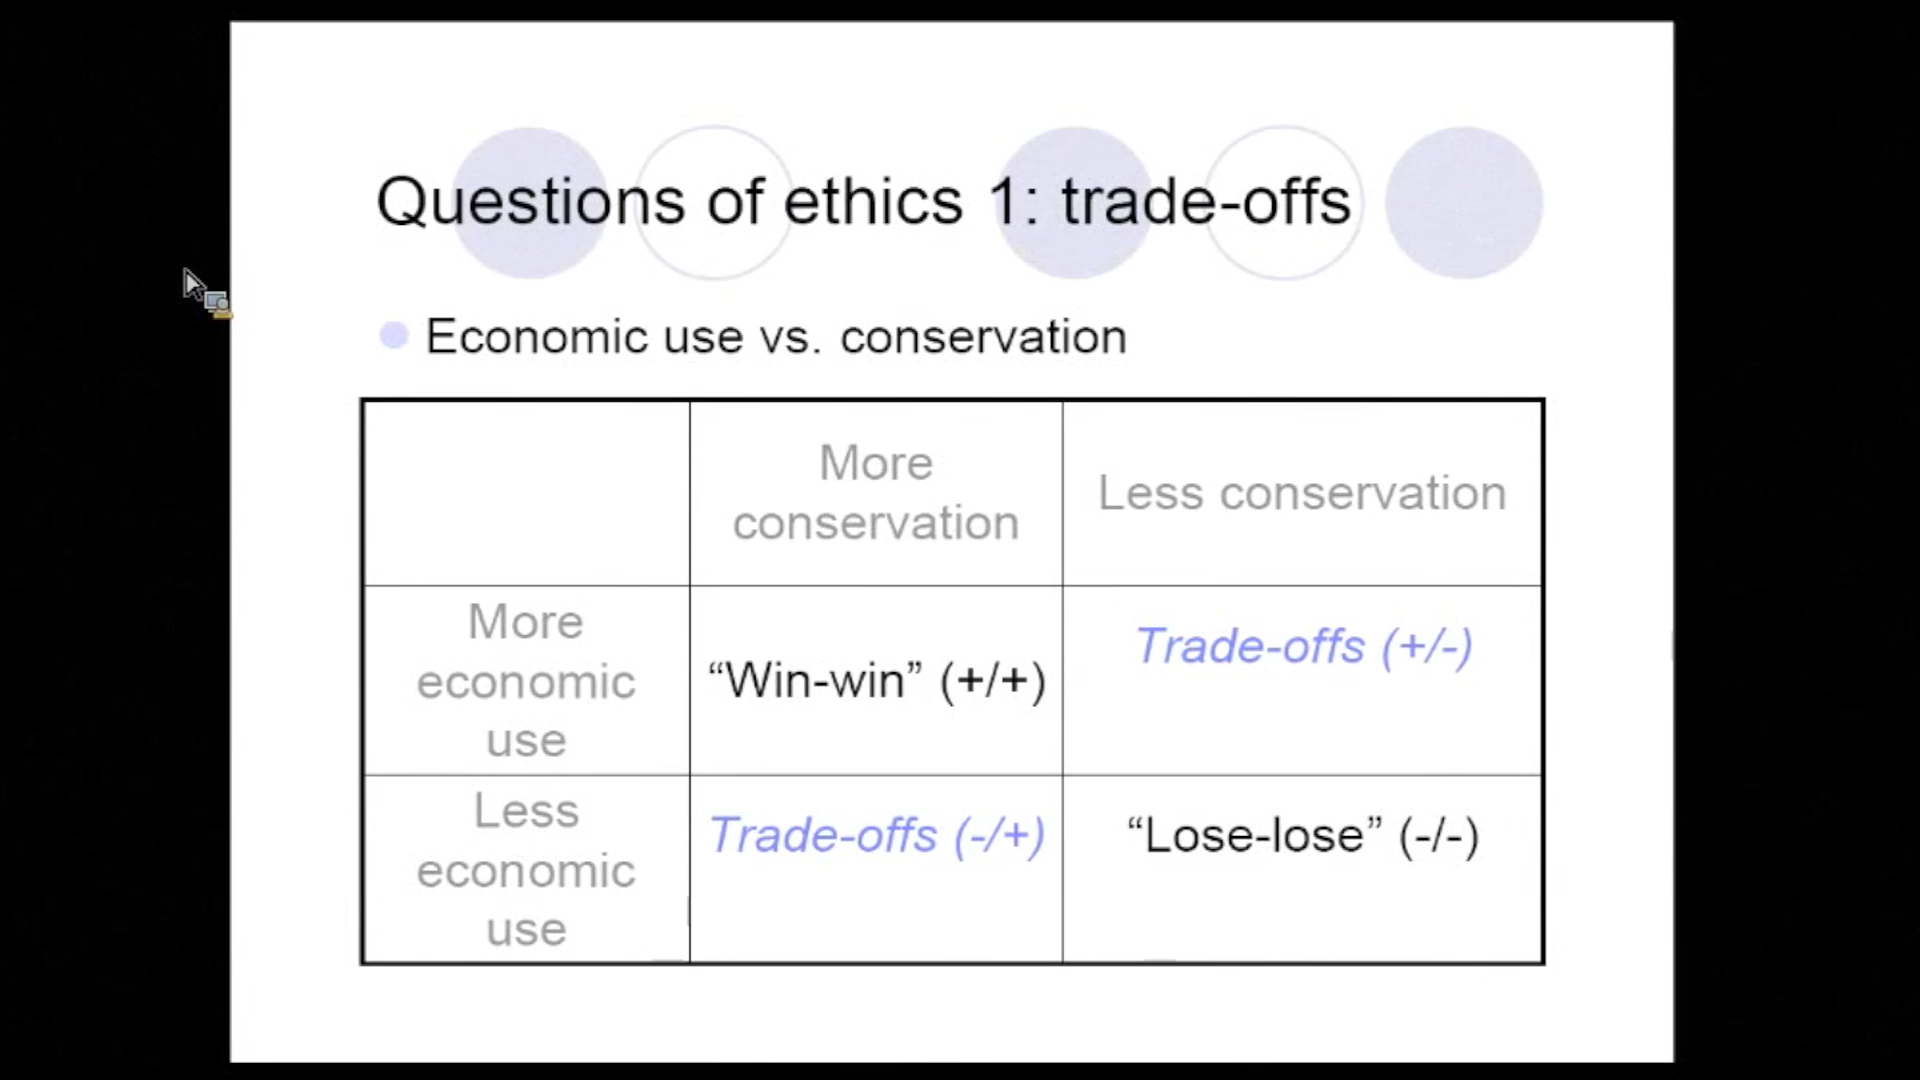 Questions of ethics 1: trade-offs
Economic use vs. conservation
More
conservation
Less conservation
More
economic
use
“Win-win” (+/+)
Trade-offs (+/-)
Less
economic
use
Trade-offs (-/+)
“Lose-lose” (-/-)